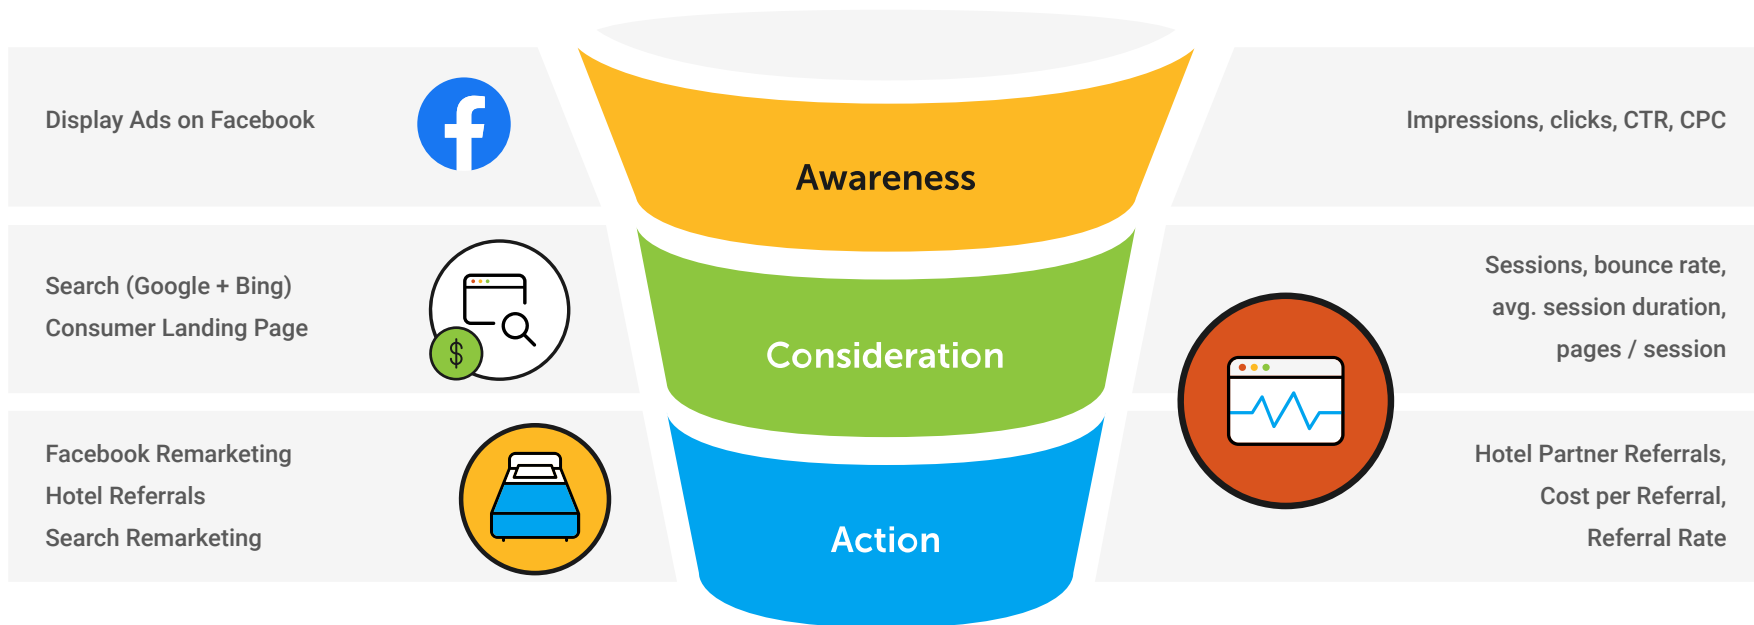 Display Ads on Facebook
Awareness
Impressions, clicks, CTR, CPC
Search (Google + Bing)
Consumer Landing Page
$
Consideration
Sessions, bounce rate,
avg. session duration,
pages / session
Facebook Remarketing
Hotel Referrals
Search Remarketing
Action
Hotel Partner Referrals,
Cost per Referral,
Referral Rate